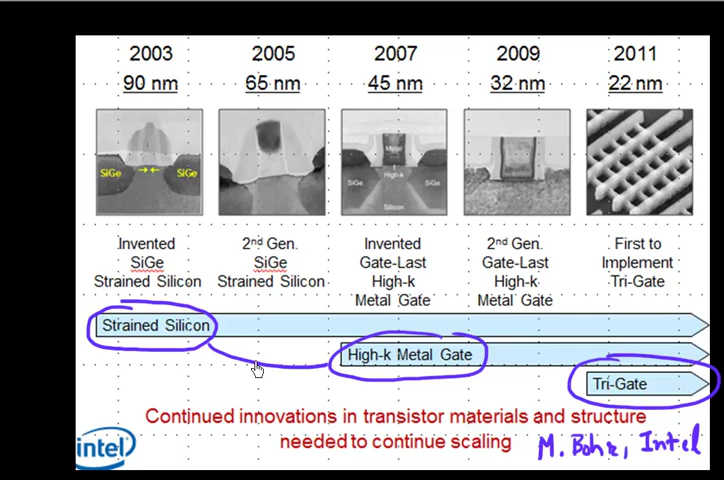 2003 2005 2007 2009 2011
90 nm 65 nm 45 nm 32 nm 22 nm
SiGe SiGe
Metal
High-k
SiGe SiGe
Silicon
Invented
SiGe
Strained Silicon
2nd Gen.
SiGe
Strained Silicon
Invented
Gate-Last
High-k
Metal Gate
2nd Gen.
Gate-Last
High-k
Metal Gate
First to
Implement
Tri-Gate
Strained Silicon
High-k Metal Gate
Tri-Gate
Continued innovations in transistor materials and structure
needed to continue scaling
intel
M. Bohr, Intel